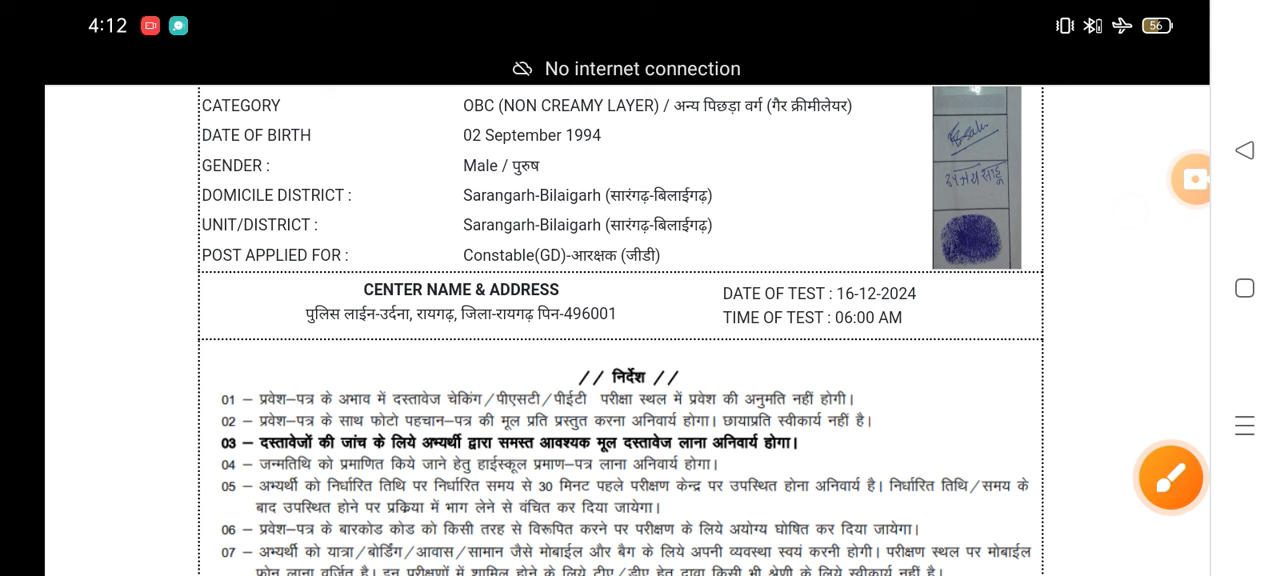 4:12
56
No internet connection
CATEGORY OBC (NON CREAMY LAYER) / अन्य पिछड़ा वर्ग (गैर क्रीमीलेयर)
DATE OF BIRTH 02 September 1994
GENDER : Male / पुरुष
DOMICILE DISTRICT : Sarangarh-Bilaigarh (सारंगढ़-बिलाईगढ़)
UNIT/DISTRICT : Sarangarh-Bilaigarh (सारंगढ़-बिलाईगढ़)
POST APPLIED FOR : Constable(GD)-आरक्षक (जीडी)
CENTER NAME & ADDRESS
पुलिस लाईन-उर्दना, रायगढ़, जिला-रायगढ़ पिन-496001
DATE OF TEST : 16-12-2024
TIME OF TEST : 06:00 AM
// निर्देश //
01 – प्रवेश–पत्र के अभाव में दस्तावेज चेकिंग/पीएसटी/पीईटी परीक्षा स्थल में प्रवेश की अनुमति नहीं होगी।
02 – प्रवेश–पत्र के साथ फोटो पहचान–पत्र की मूल प्रति प्रस्तुत करना अनिवार्य होगा। छायाप्रति स्वीकार्य नहीं है।
03 – दस्तावेजों की जांच के लिये अभ्यर्थी द्वारा समस्त आवश्यक मूल दस्तावेज लाना अनिवार्य होगा।
04 – जन्मतिथि को प्रमाणित किये जाने हेतु हाईस्कूल प्रमाण–पत्र लाना अनिवार्य होगा।
05 – अभ्यर्थी को निर्धारित तिथि पर निर्धारित समय से 30 मिनट पहले परीक्षण केन्द्र पर उपस्थित होना अनिवार्य है। निर्धारित तिथि/समय के
बाद उपस्थित होने पर प्रक्रिया में भाग लेने से वंचित कर दिया जायेगा।
06 – प्रवेश–पत्र के बारकोड कोड को किसी तरह से विरूपित करने पर परीक्षण के लिये अयोग्य घोषित कर दिया जायेगा।
07 – अभ्यर्थी को यात्रा/बोर्डिंग/आवास/सामान जैसे मोबाईल और बैग के लिये अपनी व्यवस्था स्वयं करनी होगी। परीक्षण स्थल पर मोबाईल
फोन लाना वर्जित है। इन परीक्षणों में शामिल होने के लिये टीए/डीए हेतु दावा किसी भी श्रेणी के लिये स्वीकार्य नहीं है।